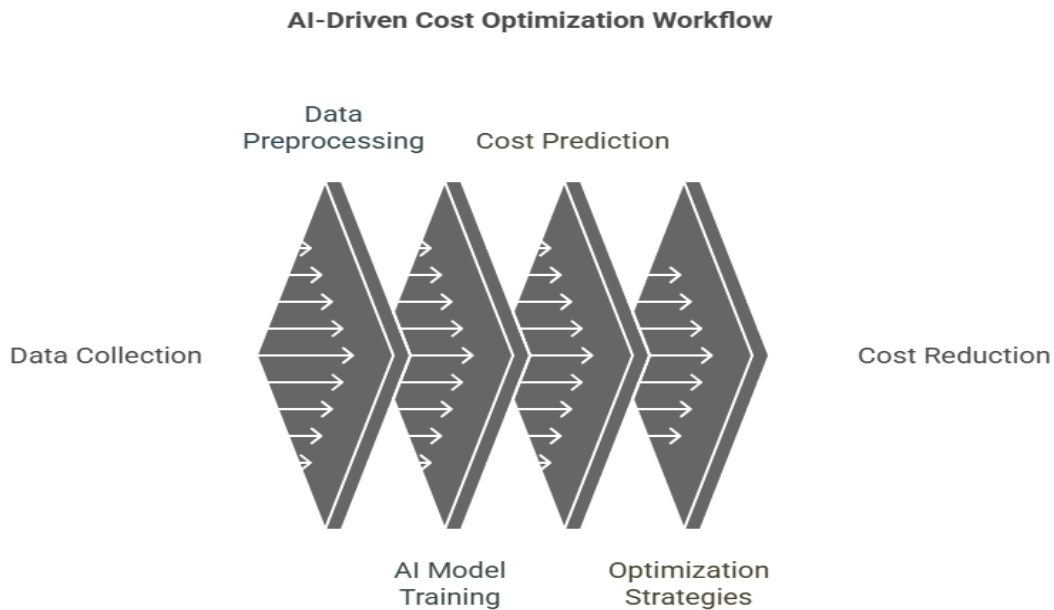 AI-Driven Cost Optimization Workflow
Data
Preprocessing
Cost Prediction
Data Collection
Cost Reduction
AI Model
Training
Optimization
Strategies